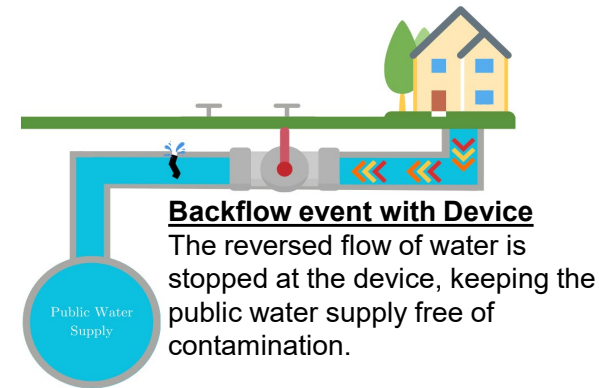 Backflow event with Device
The reversed flow of water is
stopped at the device, keeping the
public water supply free of
contamination.
Public Water
Supply